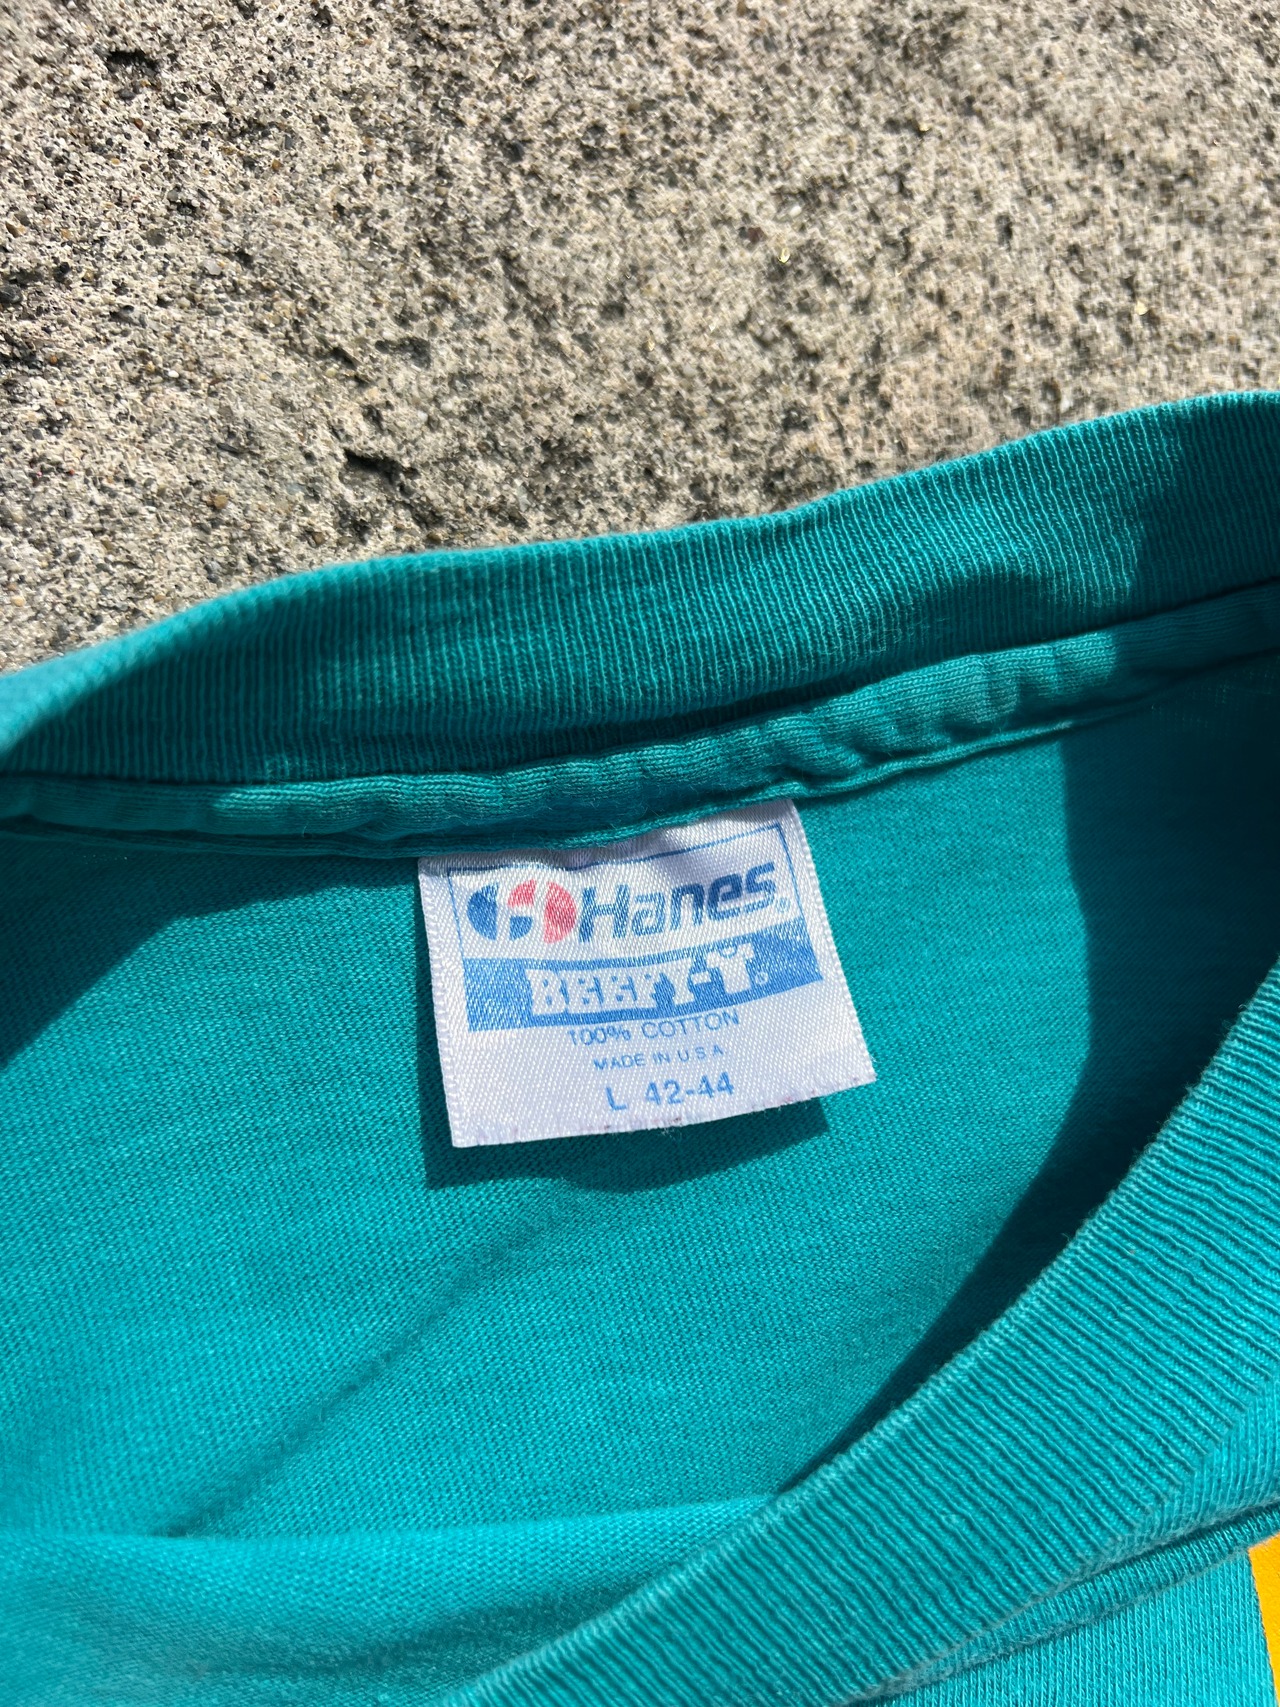 Hanes
BEEFY-T®
100% COTTON
MADE IN U.S.A.
L 42-44